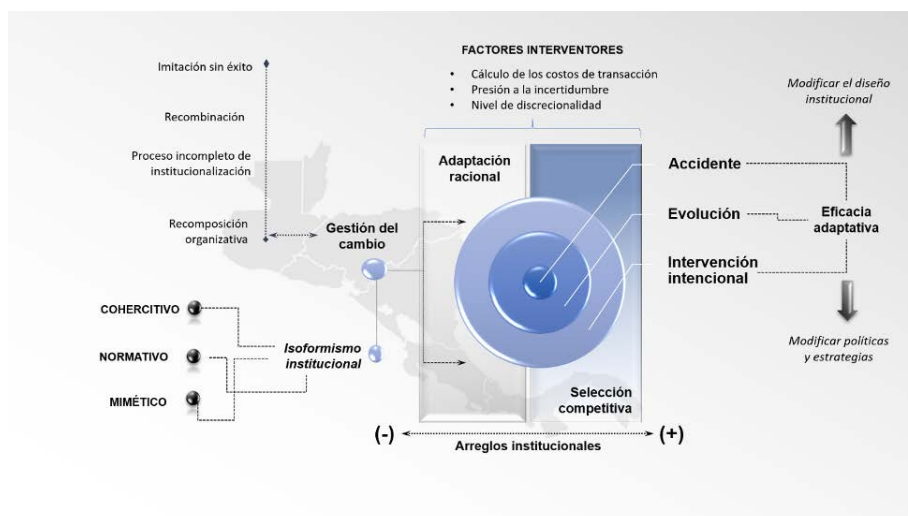 FACTORES INTERVENTORES
• Cálculo de los costos de transacción
• Presión a la incertidumbre
• Nivel de discrecionalidad
Imitación sin éxito
Recombinación
Proceso incompleto de
institucionalización
Recomposición
organizativa
Gestión del
cambio
COHERCITIVO
NORMATIVO
MIMÉTICO
Isoformismo
institucional
Adaptación
racional
Selección
competitiva
(-)
(+)
Arreglos institucionales
Accidente
Evolución
Intervención
intencional
Modificar el diseño
institucional
Eficacia
adaptativa
Modificar políticas
y estrategias